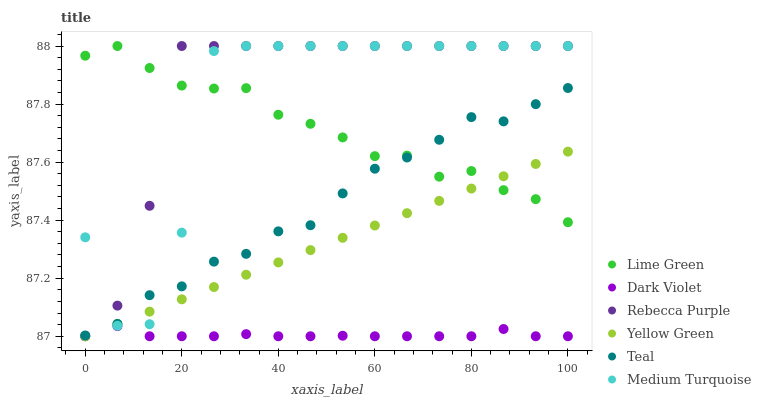 title
88
87.8
87.6
87.4
87.2
87
yaxis_label
0
20
40
60
80
100
xaxis_label
Lime Green
Dark Violet
Rebecca Purple
Yellow Green
Teal
Medium Turquoise